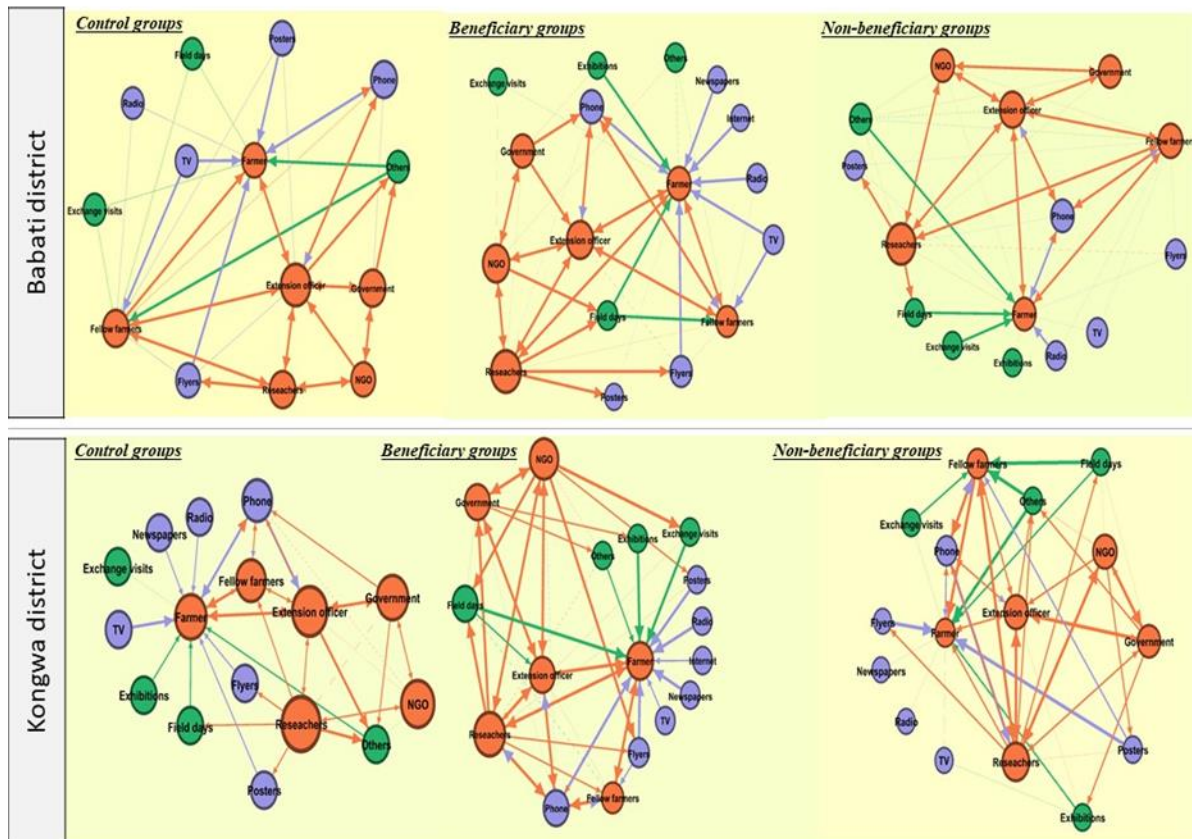 Babati district
Control groups
Field days
Posters
Phone
Radio
TV
Farmer
Others
Exchange visits
Extension officer
Government
Fellow farmers
Flyers
Reseachers
NGO
Beneficiary groups
Exchange visits
Exhibitions
Others
Newspapers
Phone
Internet
Government
Farmer
Radio
Extension officer
TV
NGO
Field days
Fellow farmers
Reseachers
Flyers
Posters
Non-beneficiary groups
NGO
Government
Extension officer
Others
Fellow farmers
Posters
Phone
Reseachers
Flyers
Field days
Farmer
Exchange visits
Exhibitions
Radio
TV
Kongwa district
Control groups
Phone
Radio
Newspapers
Exchange visits
Fellow farmers
Government
Farmer
Extension officer
TV
Exhibitions
Flyers
NGO
Field days
Reseachers
Others
Posters
Beneficiary groups
NGO
Government
Exhibitions
Exchange visits
Others
Posters
Field days
Radio
Extension officer
Farmer
Internet
Newspapers
TV
Reseachers
Flyers
Phone
Fellow farmers
Non-beneficiary groups
Fellow farmers
Field days
Others
Exchange visits
Phone
NGO
Extension officer
Flyers
Farmer
Government
Newspapers
Radio
TV
Reseachers
Posters
Exhibitions